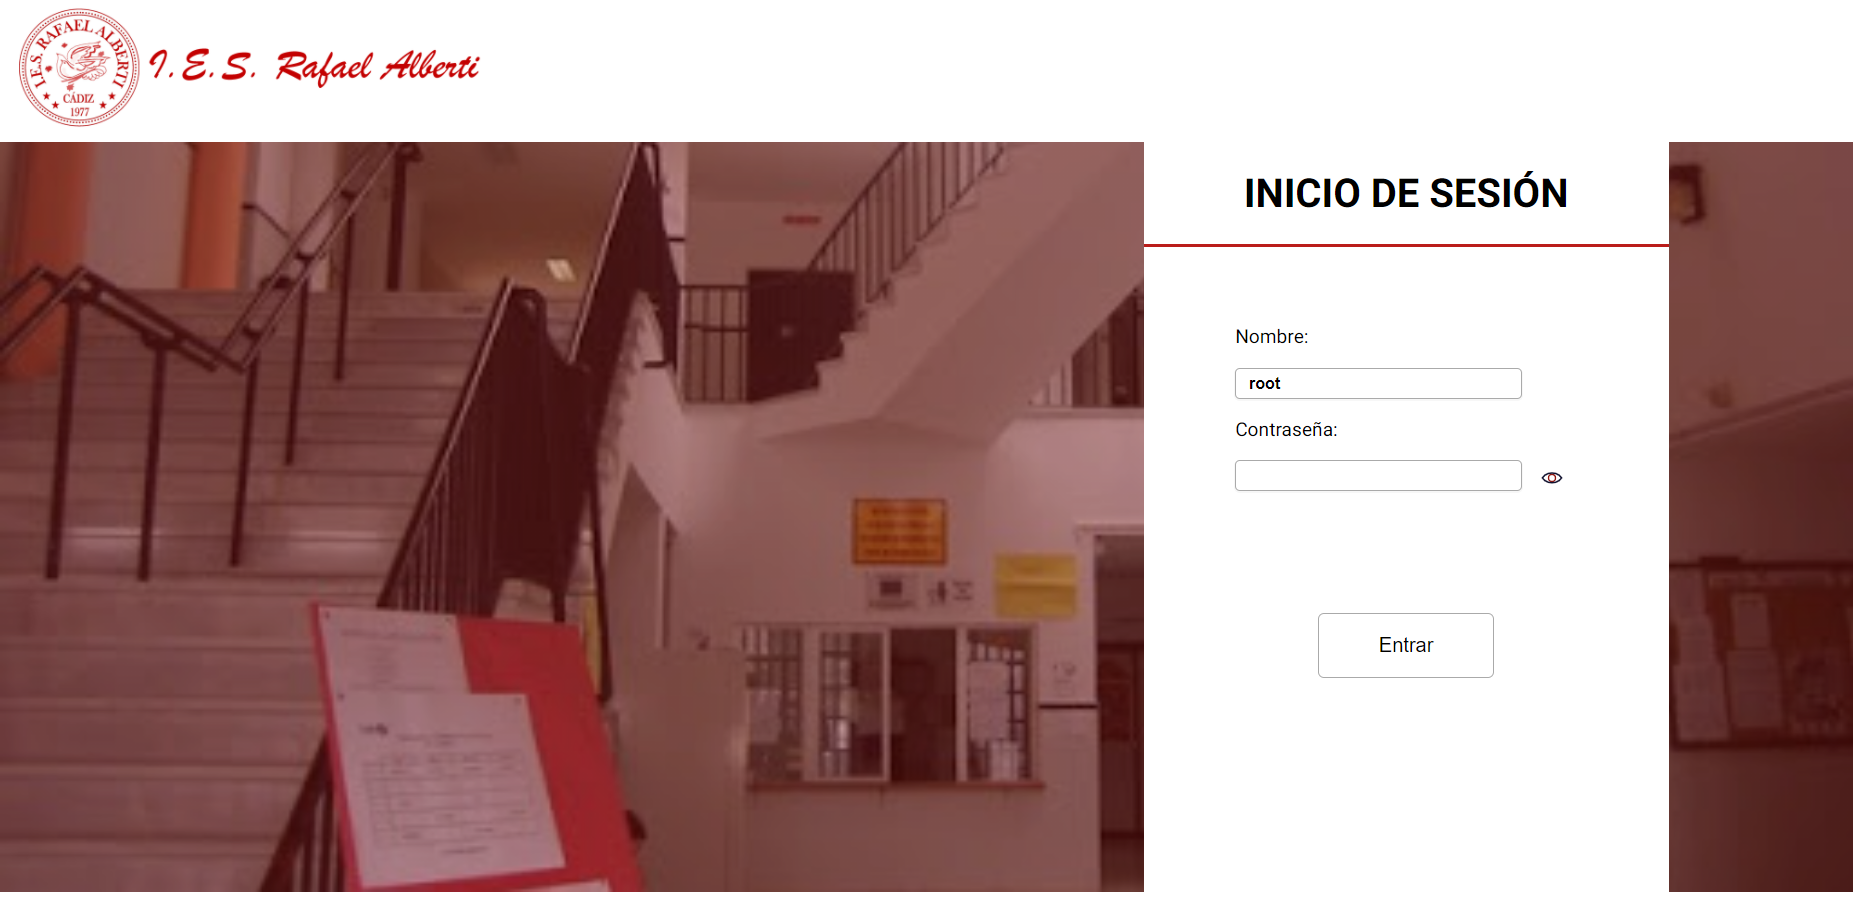 I.E.S. RAFAEL ALBERTI
CÁDIZ
1977
I.E.S. Rafael Alberti
INICIO DE SESIÓN
Nombre:
root
Contraseña:
Entrar